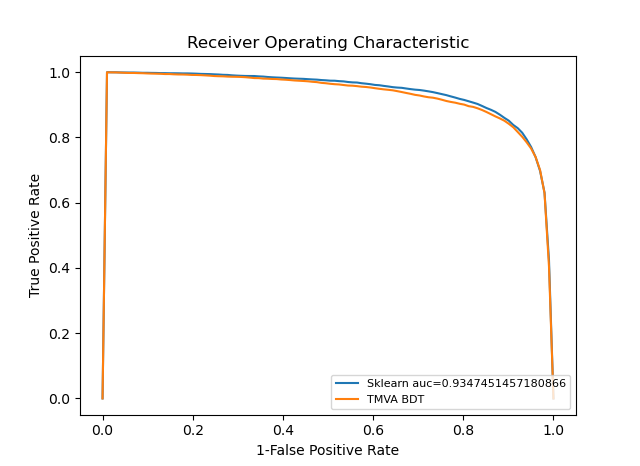 Receiver Operating Characteristic
True Positive Rate
1.0
0.8
0.6
0.4
0.2
0.0
Sklearn auc=0.9347451457180866
TMVA BDT
0.0 0.2 0.4 0.6 0.8 1.0
1-False Positive Rate